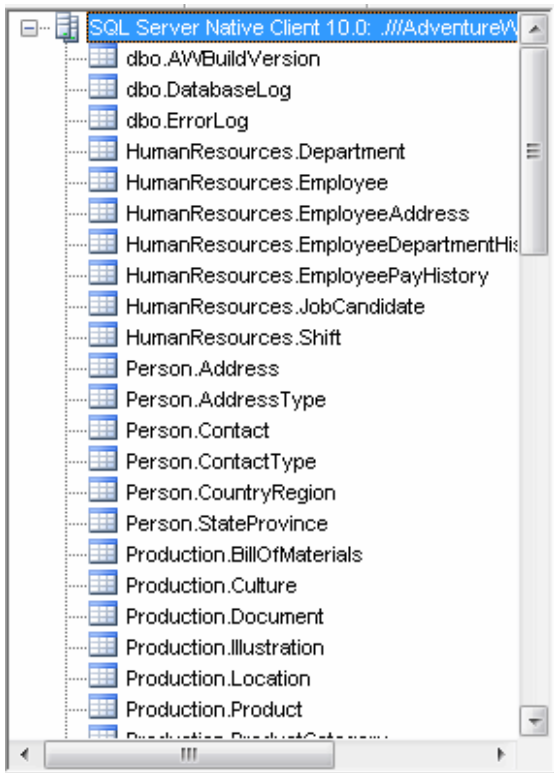 SQL Server Native Client 10.0: .///AdventureW
dbo.AWBuildVersion
dbo.DatabaseLog
dbo.ErrorLog
HumanResources.Department
HumanResources.Employee
HumanResources.EmployeeAddress
HumanResources.EmployeeDepartmentHis
HumanResources.EmployeePayHistory
HumanResources.JobCandidate
HumanResources.Shift
Person.Address
Person.AddressType
Person.Contact
Person.ContactType
Person.CountryRegion
Person.StateProvince
Production.BillOfMaterials
Production.Culture
Production.Document
Production.Illustration
Production.Location
Production.Product
Production.ProductCategory